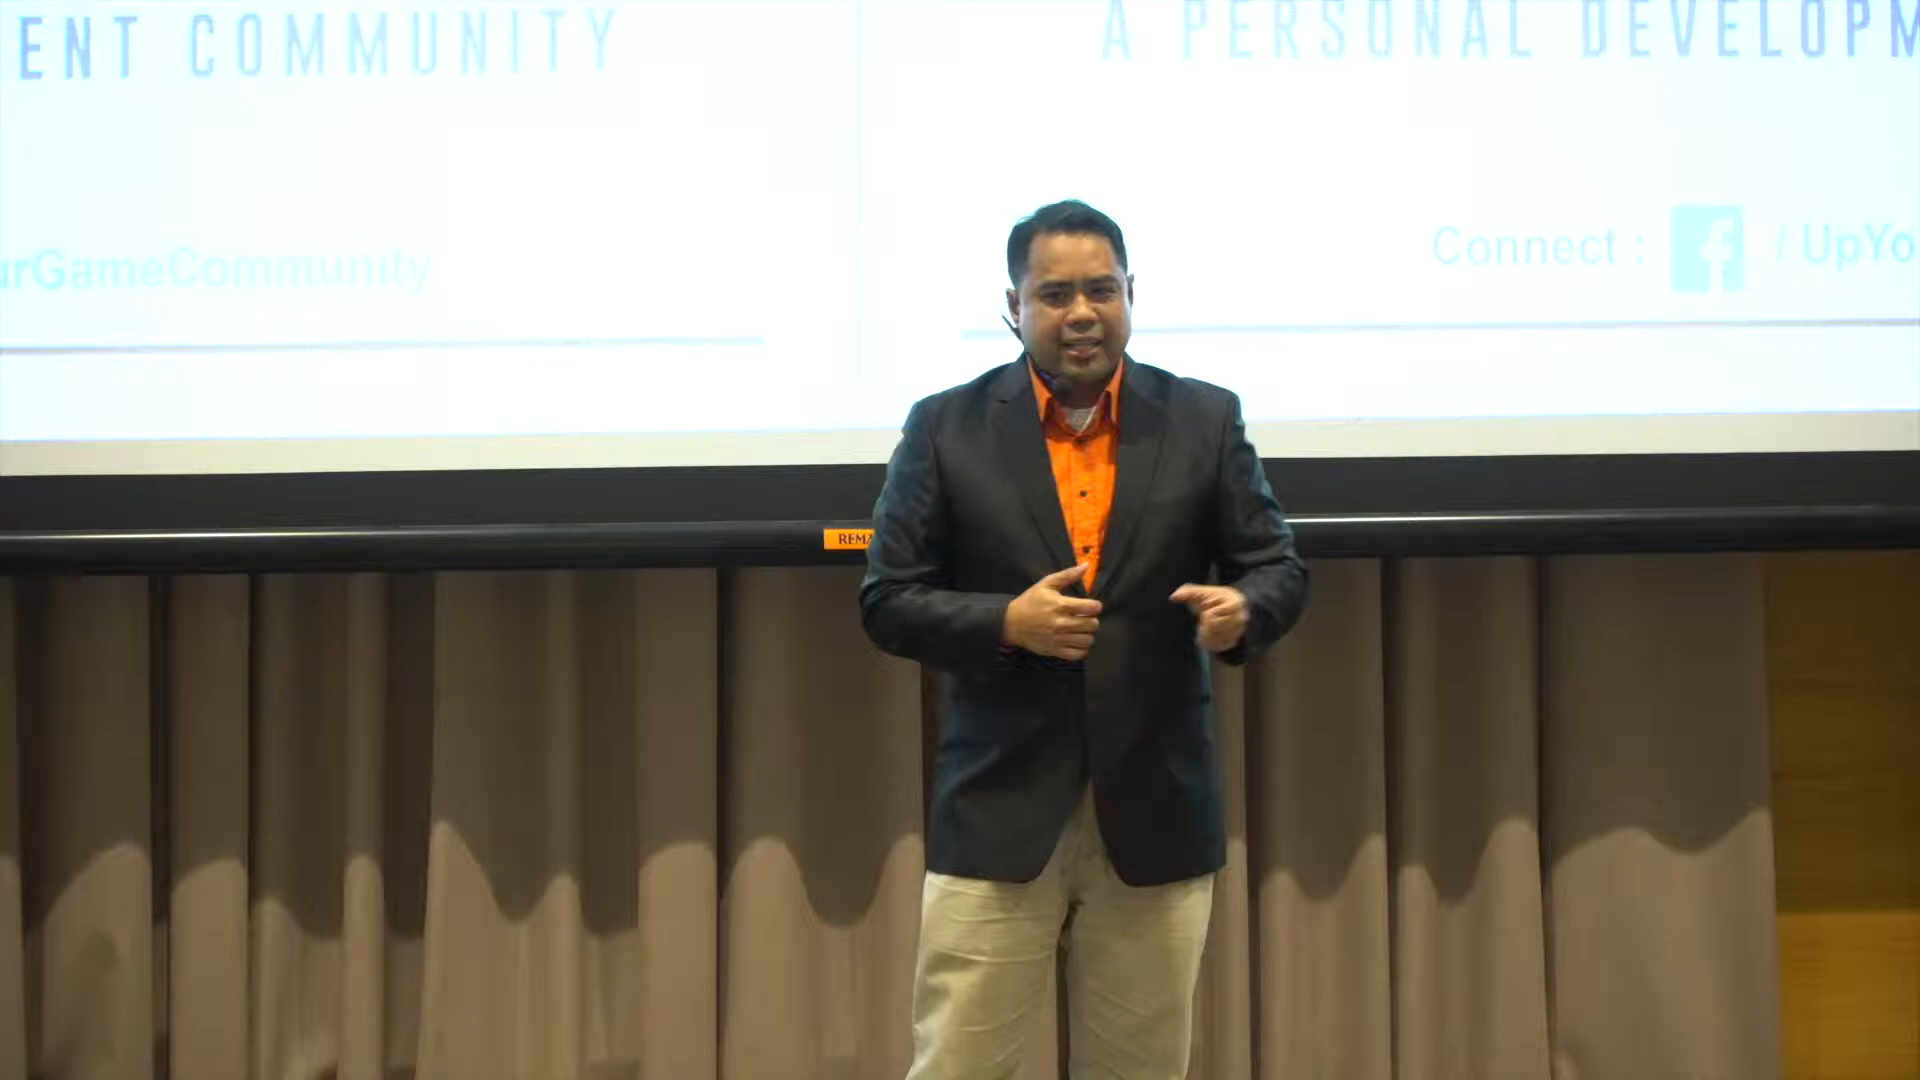 ENT COMMUNITY
urGameCommunity
A PERSONAL DEVELOPM
Connect : f / UpYo
REMA